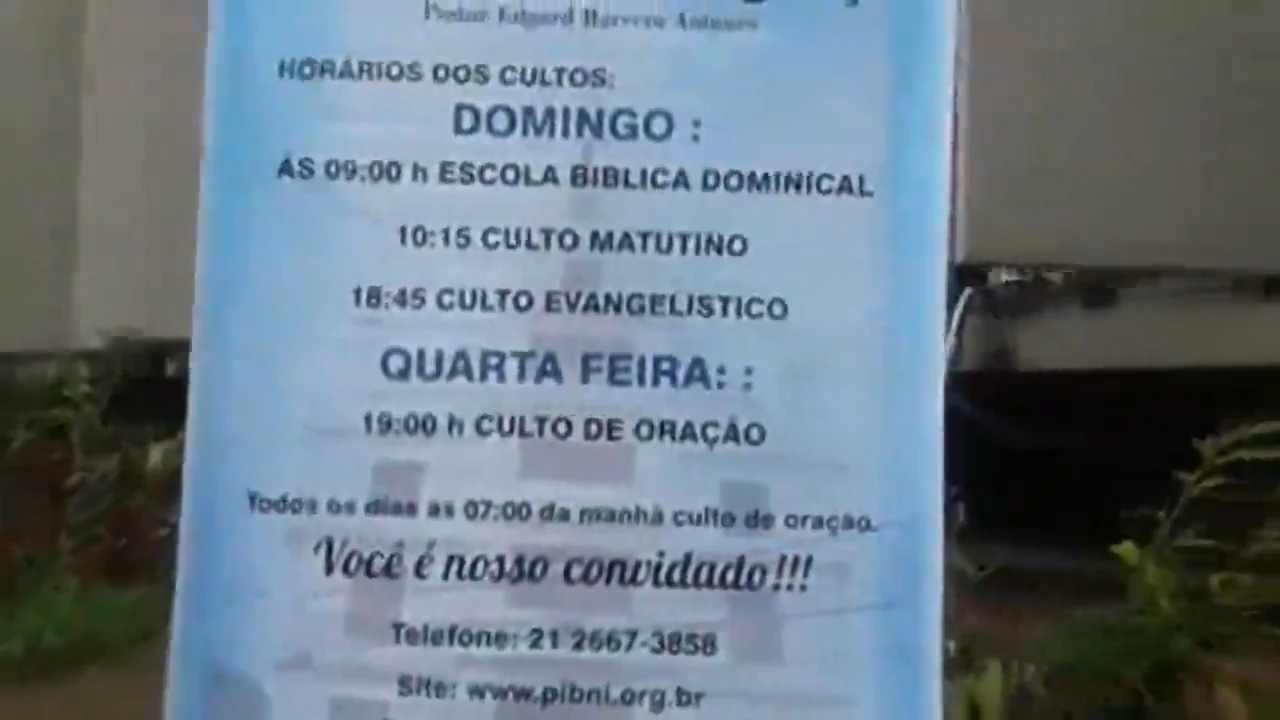 HORÁRIOS DOS CULTOS:
DOMINGO :
ÁS 09:00 h ESCOLA BIBLICA DOMINICAL
10:15 CULTO MATUTINO
18:45 CULTO EVANGELISTICO
QUARTA FEIRA: :
19:00 h CULTO DE ORAÇÃO
Todos os dias as 07:00 da manhã culto de oração.
Você é nosso convidado!!!
Telefone: 21 2667-3858
Site: www.pibni.org.br